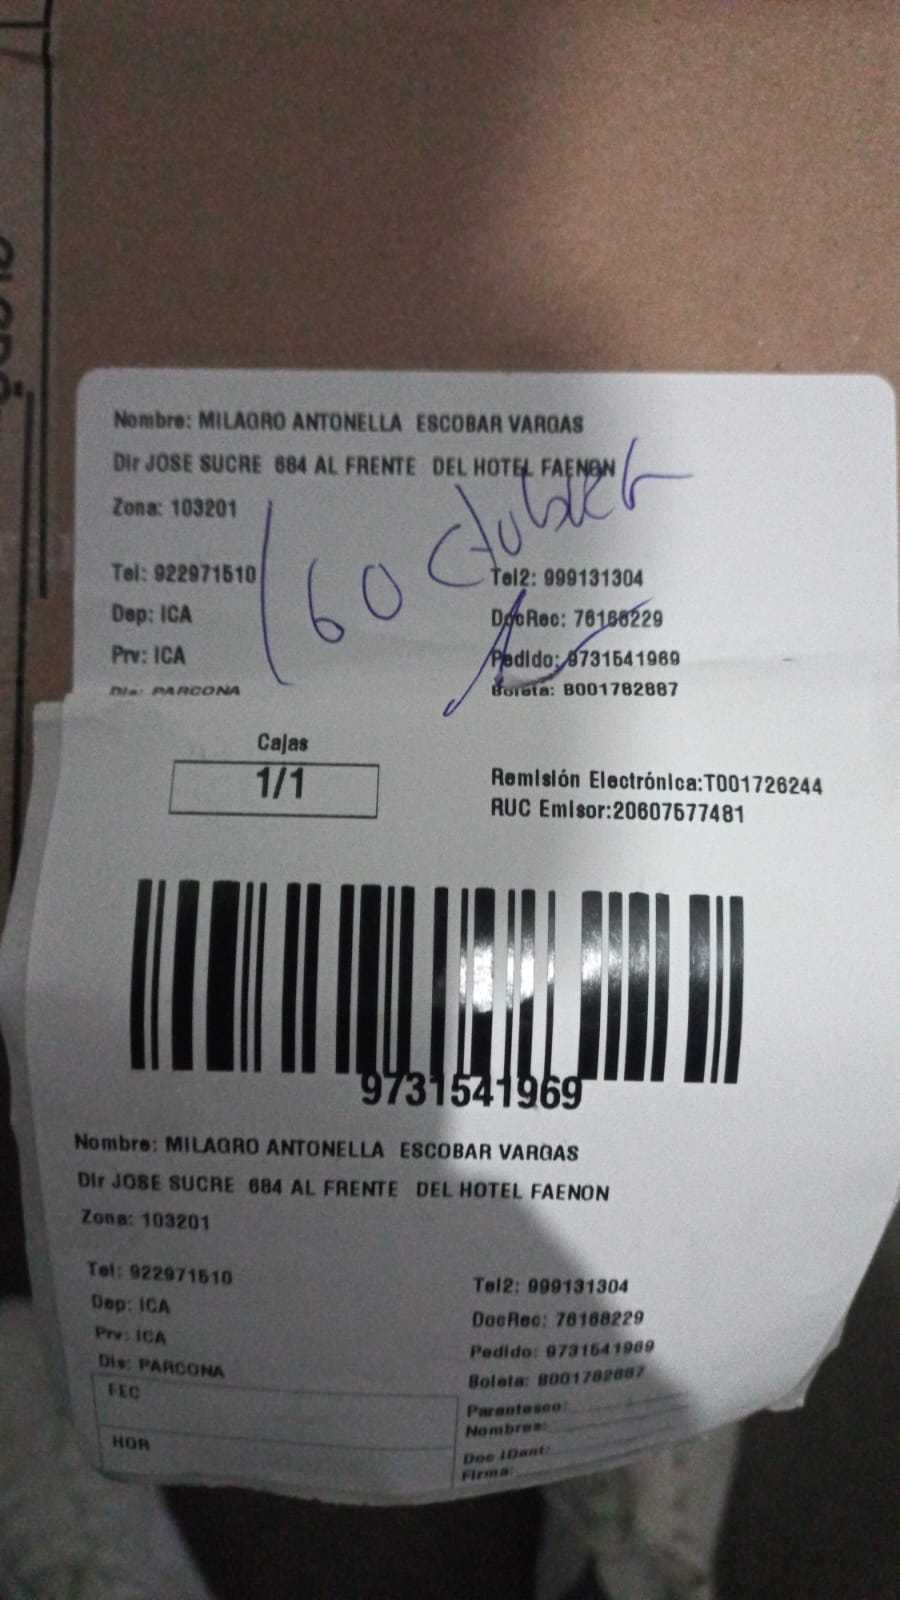 Nombre: MILAGRO ANTONELLA ESCOBAR VARGAS
Dir JOSE SUCRE 684 AL FRENTE DEL HOTEL FAENON
Zona: 103201
Tel: 922971510
Tel2: 999131304
Dep: ICA
DocRec: 76168229
Prv: ICA
Pedido: 9731541969
Dis: PARCONA
Boleta: B001782887
16 Octubre
Cajas
1/1
Remisión Electrónica:T001726244
RUC Emisor:20607577481
9731541969
Nombre: MILAGRO ANTONELLA ESCOBAR VARGAS
Dir JOSE SUCRE 684 AL FRENTE DEL HOTEL FAENON
Zona: 103201
Tel: 922971510
Tel2: 999131304
Dep: ICA
DocRec: 76168229
Prv: ICA
Pedido: 9731541969
Dis: PARCONA
Boleta: B001782887
FEC
Parentesco:
Nombres:
HOR
Doc IDent:
Firma: